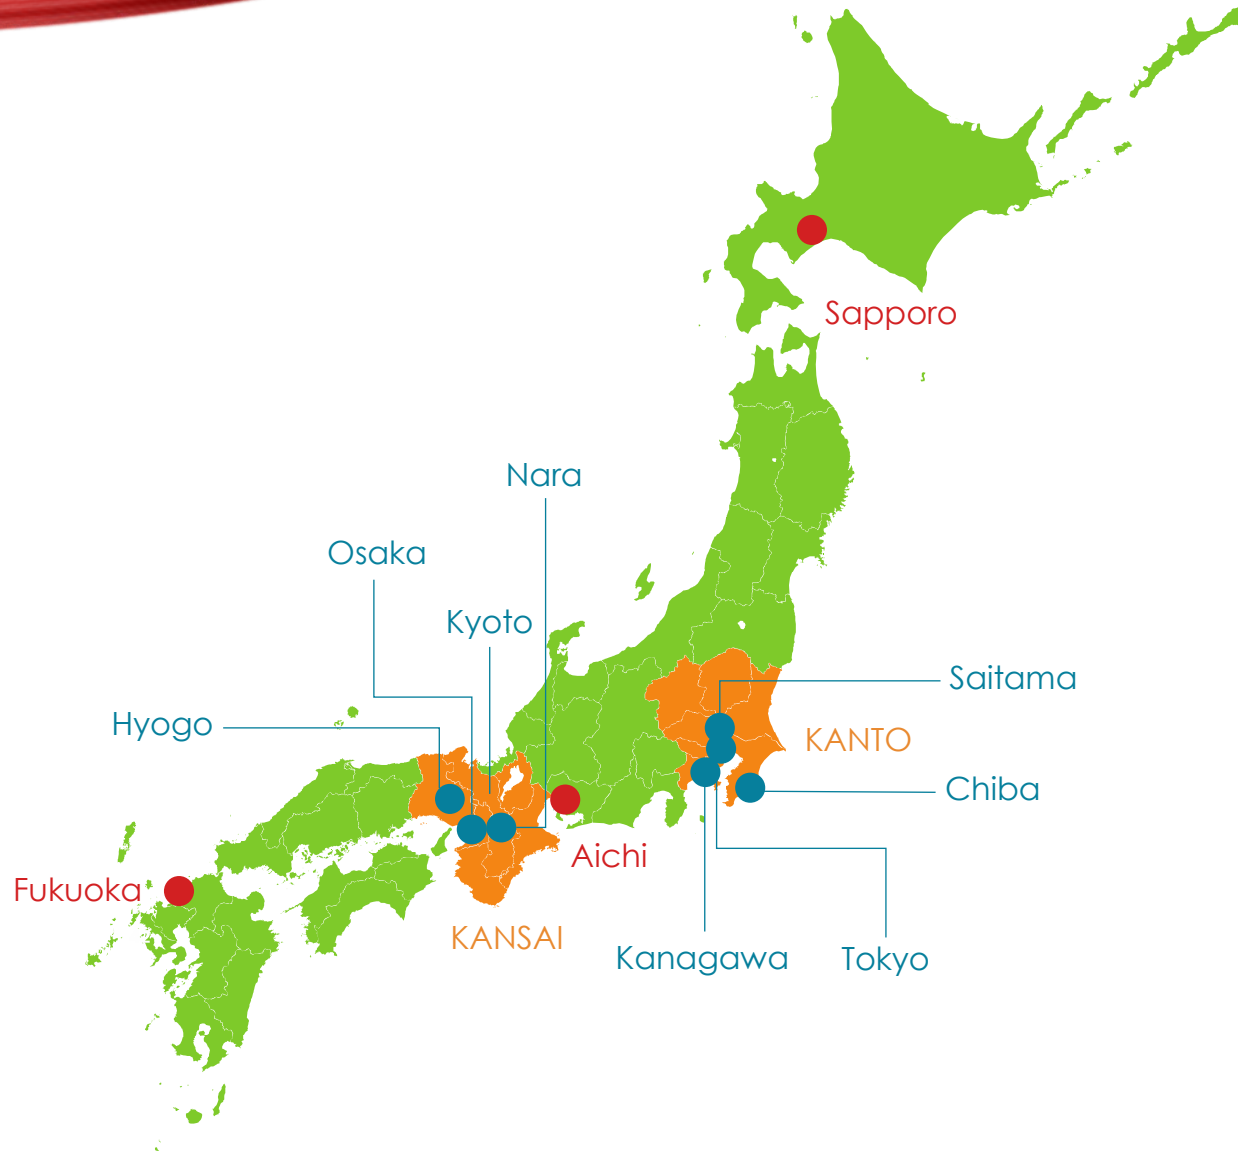 Sapporo
Nara
Osaka
Kyoto
Saitama
Hyogo
KANTO
Chiba
Aichi
Fukuoka
KANSAI
Kanagawa
Tokyo